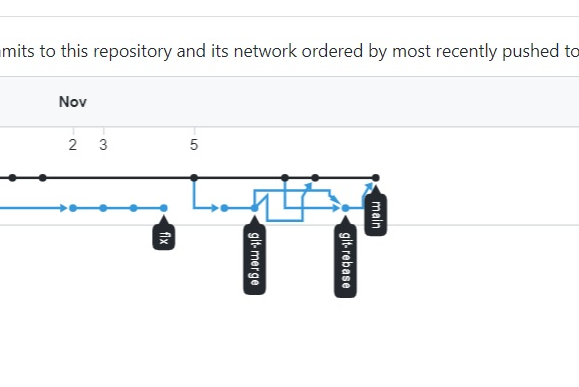 mits to this repository and its network ordered by most recently pushed to
Nov
2 3 5
fix
git-merge
git-rebase
main